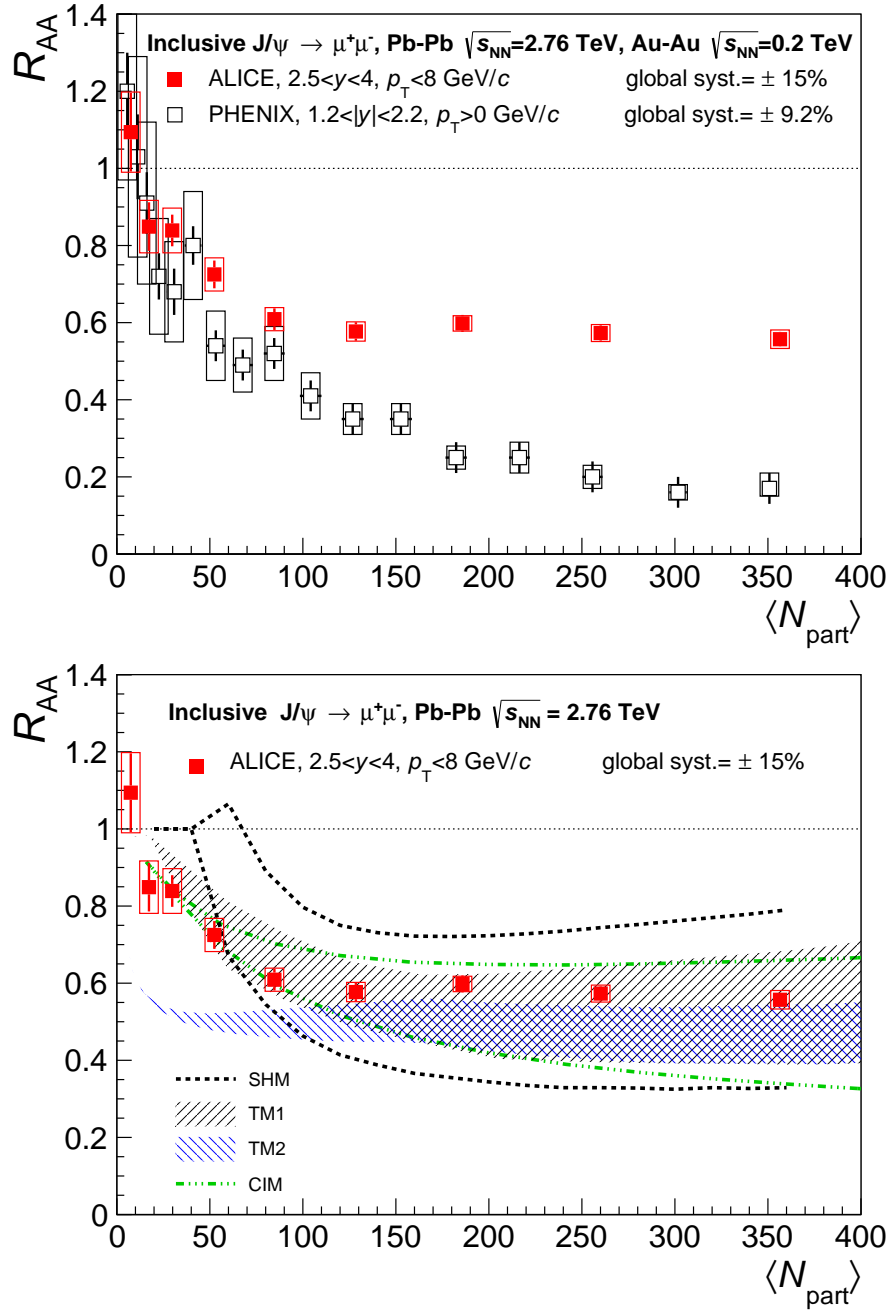 R_AA
1.4
Inclusive J/ψ → μ⁺μ⁻, Pb-Pb √s_NN=2.76 TeV, Au-Au √s_NN=0.2 TeV
ALICE, 2.5<y<4, p_T<8 GeV/c global syst.= ± 15%
1.2
PHENIX, 1.2<|y|<2.2, p_T>0 GeV/c global syst.= ± 9.2%
1
0.8
0.6
0.4
0.2
0
0 50 100 150 200 250 300 350 400
⟨N_part⟩
R_AA
1.4
Inclusive J/ψ → μ⁺μ⁻, Pb-Pb √s_NN = 2.76 TeV
1.2
ALICE, 2.5<y<4, p_T<8 GeV/c global syst.= ± 15%
1
0.8
0.6
0.4
SHM
TM1
0.2
TM2
CIM
0
0 50 100 150 200 250 300 350 400
⟨N_part⟩